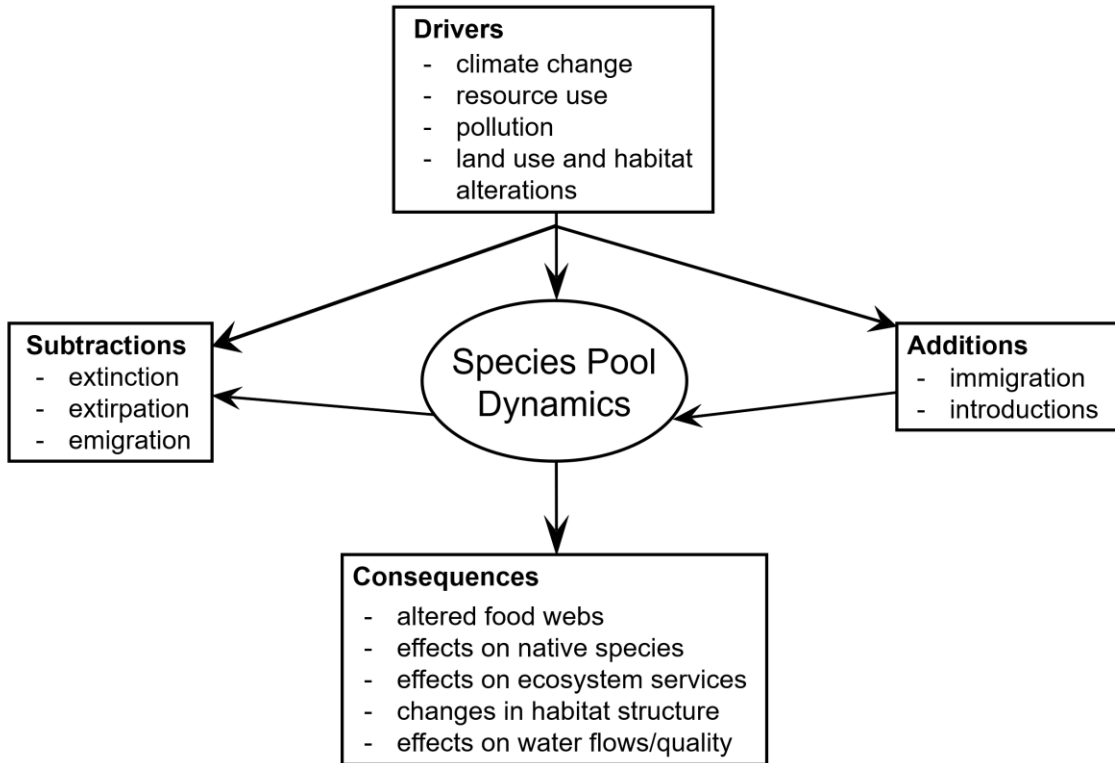 Drivers
- climate change
- resource use
- pollution
- land use and habitat
alterations
Subtractions
- extinction
- extirpation
- emigration
Species Pool
Dynamics
Additions
- immigration
- introductions
Consequences
- altered food webs
- effects on native species
- effects on ecosystem services
- changes in habitat structure
- effects on water flows/quality